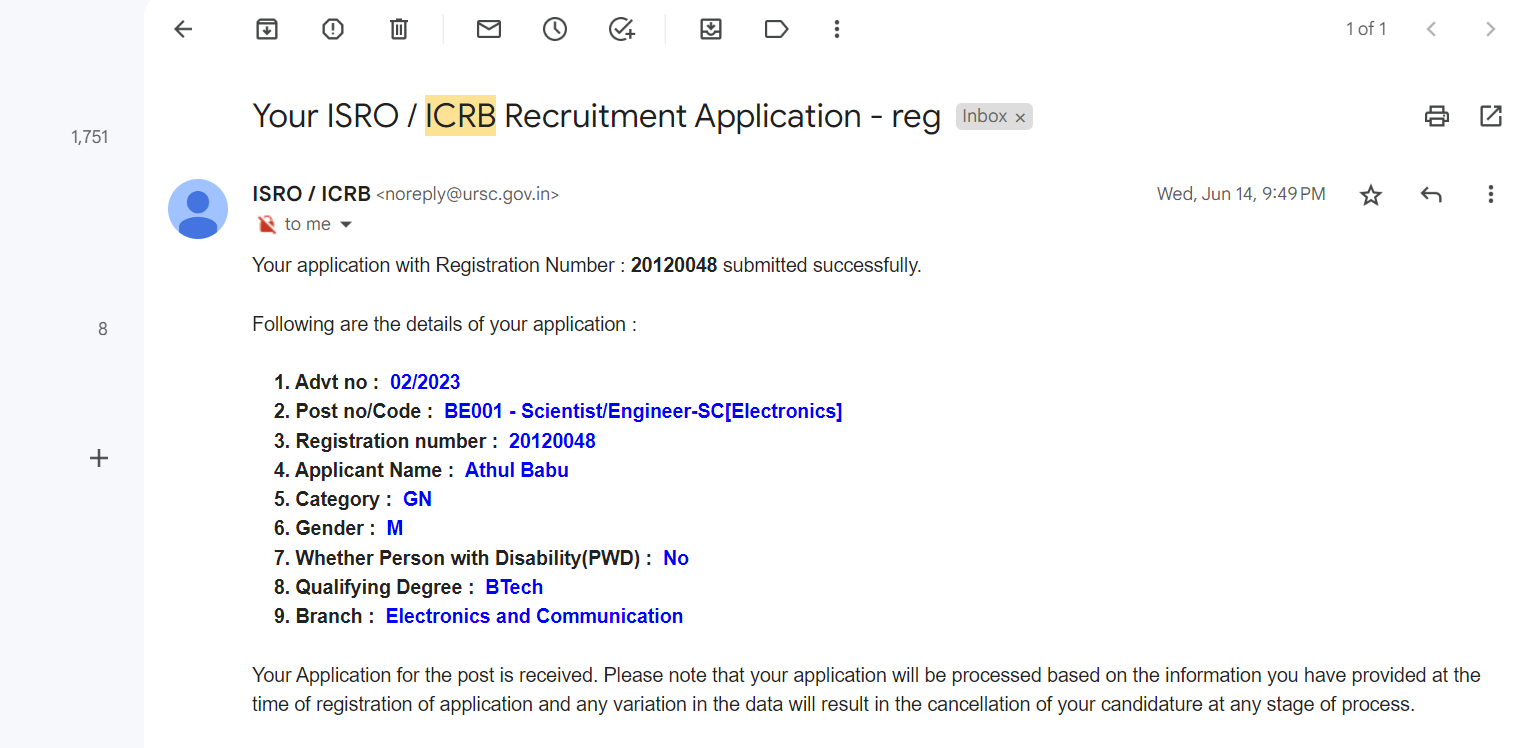 1 of 1
Your ISRO / ICRB Recruitment Application - reg Inbox ×
1,751
ISRO / ICRB <noreply@ursc.gov.in> Wed, Jun 14, 9:49 PM
to me
Your application with Registration Number : 20120048 submitted successfully.
8
Following are the details of your application :
1. Advt no : 02/2023
2. Post no/Code : BE001 - Scientist/Engineer-SC[Electronics]
3. Registration number : 20120048
4. Applicant Name : Athul Babu
5. Category : GN
6. Gender : M
7. Whether Person with Disability(PWD) : No
8. Qualifying Degree : BTech
9. Branch : Electronics and Communication
Your Application for the post is received. Please note that your application will be processed based on the information you have provided at the
time of registration of application and any variation in the data will result in the cancellation of your candidature at any stage of process.